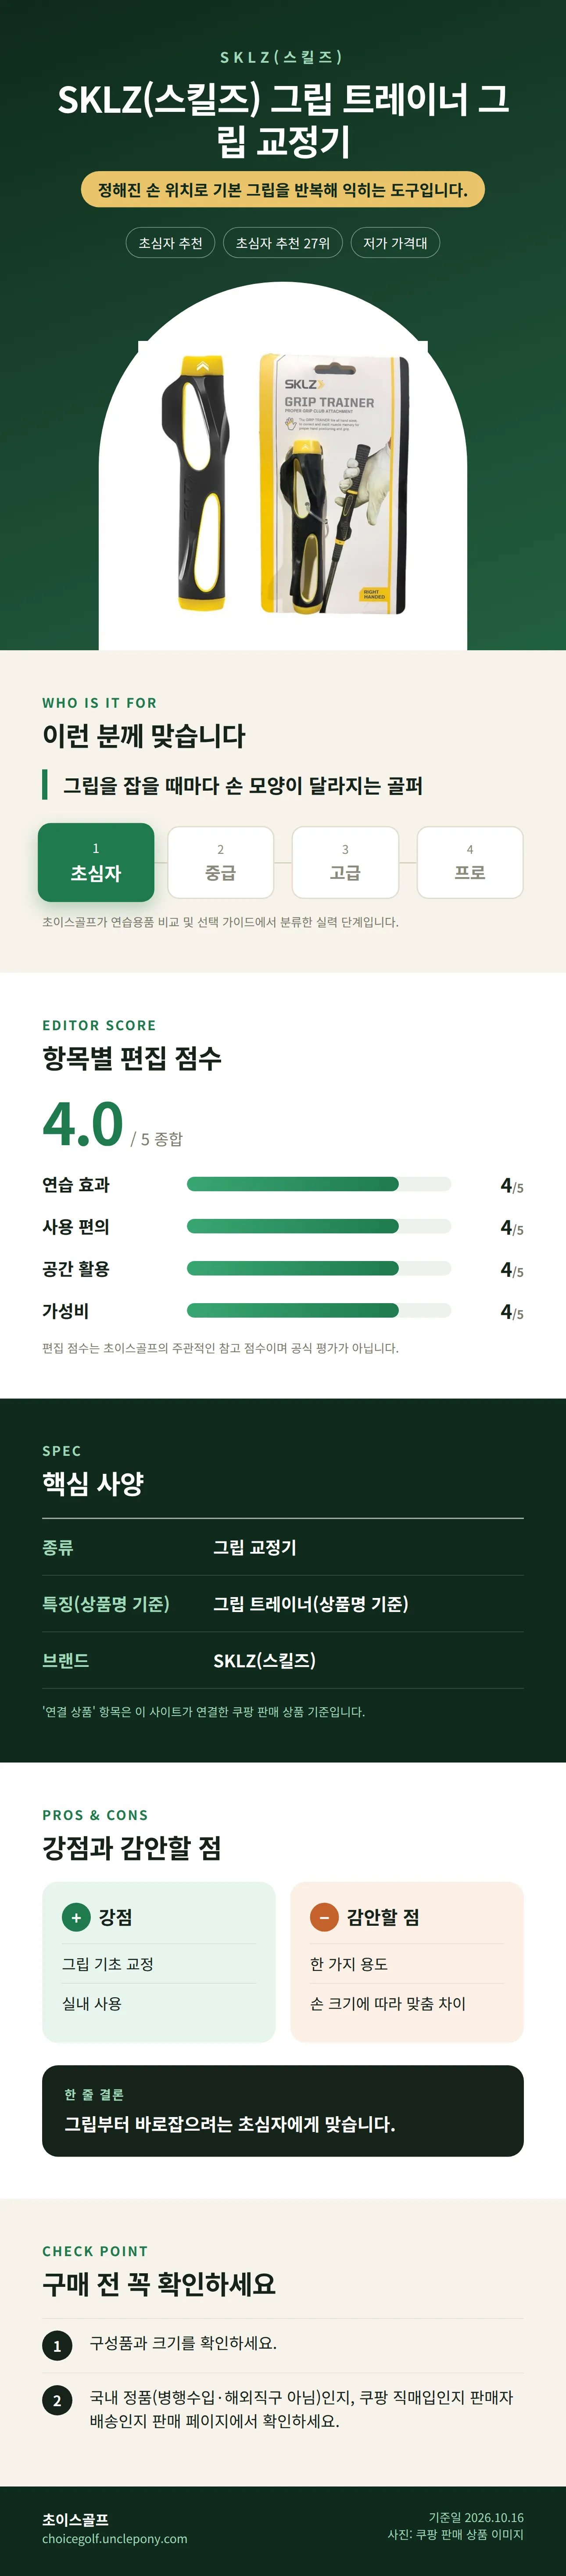 SKLZ(스킬즈)
SKLZ(스킬즈) 그립 트레이너 그
립 교정기
정해진 손 위치로 기본 그립을 반복해 익히는 도구입니다.
초심자 추천
초심자 추천 27위
저가 가격대
SKLZ
GRIP TRAINER
PROPER GRIP CLUB ATTACHMENT
RIGHT HANDED
WHO IS IT FOR
이런 분께 맞습니다
그립을 잡을 때마다 손 모양이 달라지는 골퍼
1
초심자
2
중급
3
고급
4
프로
초이스골프가 연습용품 비교 및 선택 가이드에서 분류한 실력 단계입니다.
EDITOR SCORE
항목별 편집 점수
4.0 / 5 종합
연습 효과 4/5
사용 편의 4/5
공간 활용 4/5
가성비 4/5
편집 점수는 초이스골프의 주관적인 참고 점수이며 공식 평가가 아닙니다.
SPEC
핵심 사양
종류 그립 교정기
특징(상품명 기준) 그립 트레이너(상품명 기준)
브랜드 SKLZ(스킬즈)
'연결 상품' 항목은 이 사이트가 연결한 쿠팡 판매 상품 기준입니다.
PROS & CONS
강점과 감안할 점
+ 강점
그립 기초 교정
실내 사용
− 감안할 점
한 가지 용도
손 크기에 따라 맞춤 차이
한 줄 결론
그립부터 바로잡으려는 초심자에게 맞습니다.
CHECK POINT
구매 전 꼭 확인하세요
1 구성품과 크기를 확인하세요.
2 국내 정품(병행수입·해외직구 아님)인지, 쿠팡 직매입인지 판매자
배송인지 판매 페이지에서 확인하세요.
초이스골프
choicegolf.unclepony.com
기준일 2026.10.16
사진: 쿠팡 판매 상품 이미지